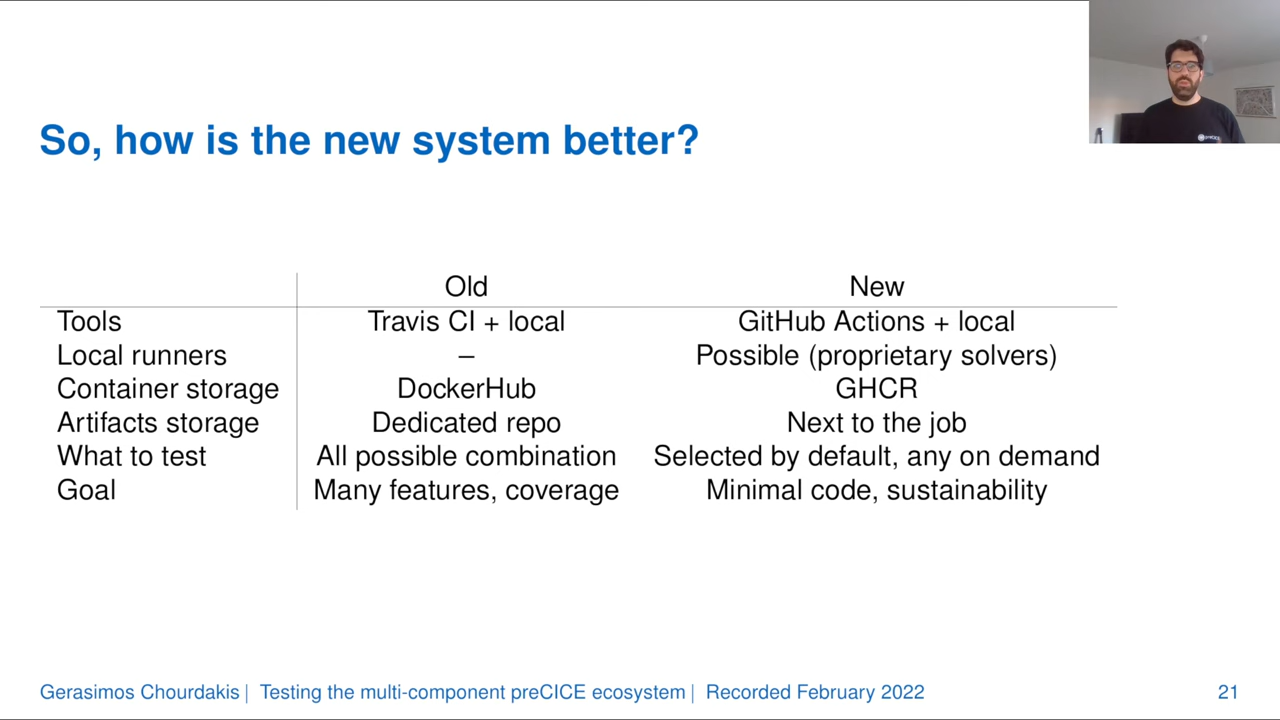 So, how is the new system better?
Old New
Tools Travis CI + local GitHub Actions + local
Local runners – Possible (proprietary solvers)
Container storage DockerHub GHCR
Artifacts storage Dedicated repo Next to the job
What to test All possible combination Selected by default, any on demand
Goal Many features, coverage Minimal code, sustainability
Gerasimos Chourdakis | Testing the multi-component preCICE ecosystem | Recorded February 2022 21
preCICE